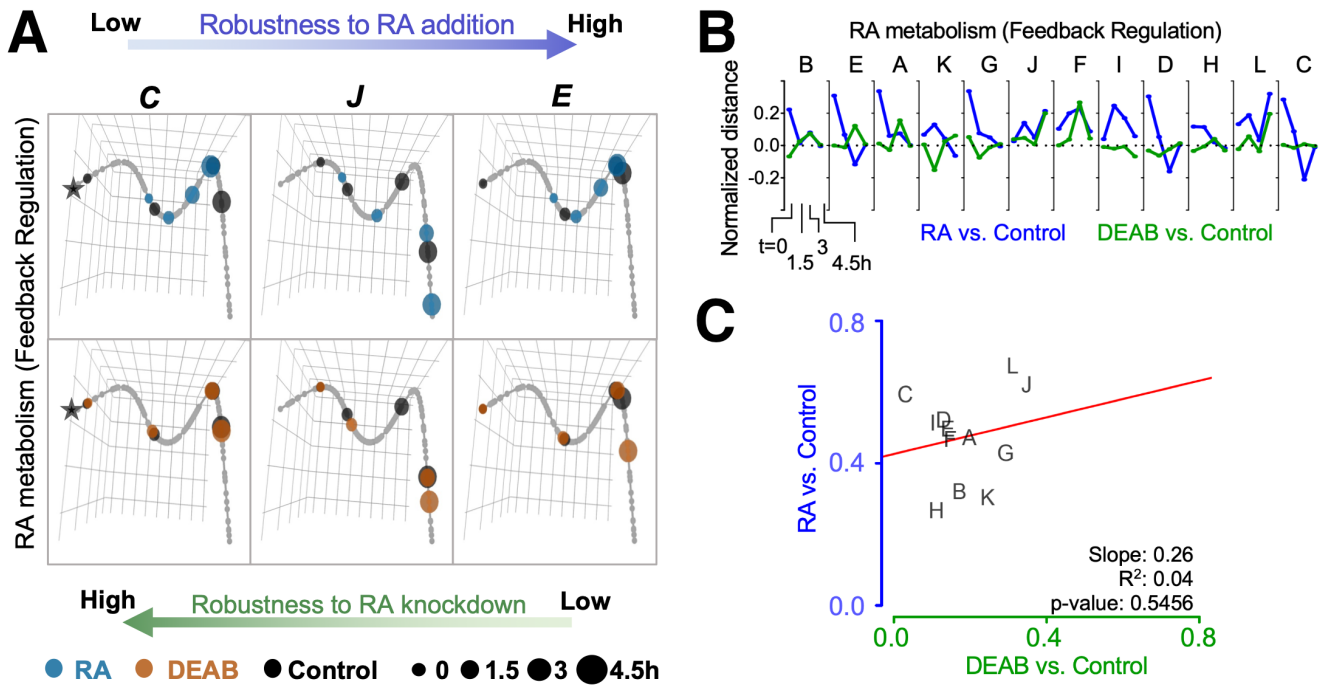 A
Low
Robustness to RA addition
High
C
J
E
RA metabolism (Feedback Regulation)
High
Robustness to RA knockdown
Low
RA
DEAB
Control
0
1.5
3
4.5h
B
RA metabolism (Feedback Regulation)
B E A K G J F I D H L C
Normalized distance
0.2
0.0
-0.2
t=0
1.5
3
4.5h
RA vs. Control
DEAB vs. Control
C
RA vs. Control
0.8
0.4
0.0
L
J
C
I
D
E
F
A
G
B
K
H
Slope: 0.26
R²: 0.04
p-value: 0.5456
0.0
0.4
0.8
DEAB vs. Control